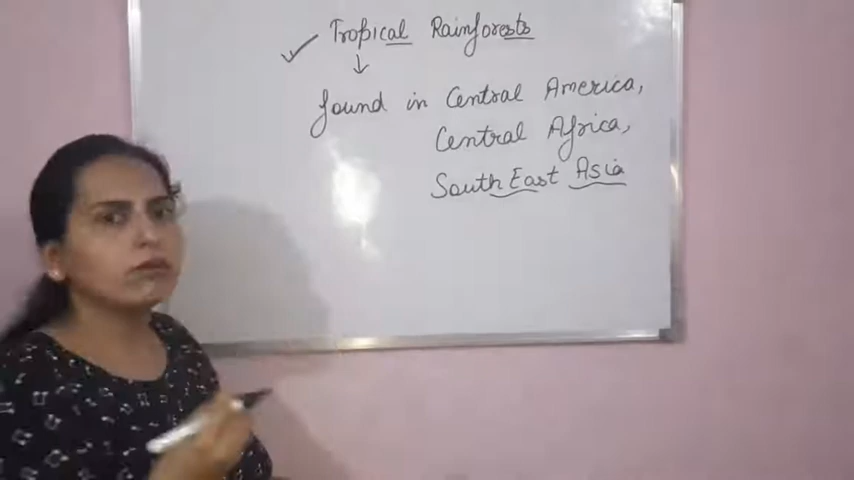 Tropical Rainforests
found in Central America,
Central Africa,
South East Asia